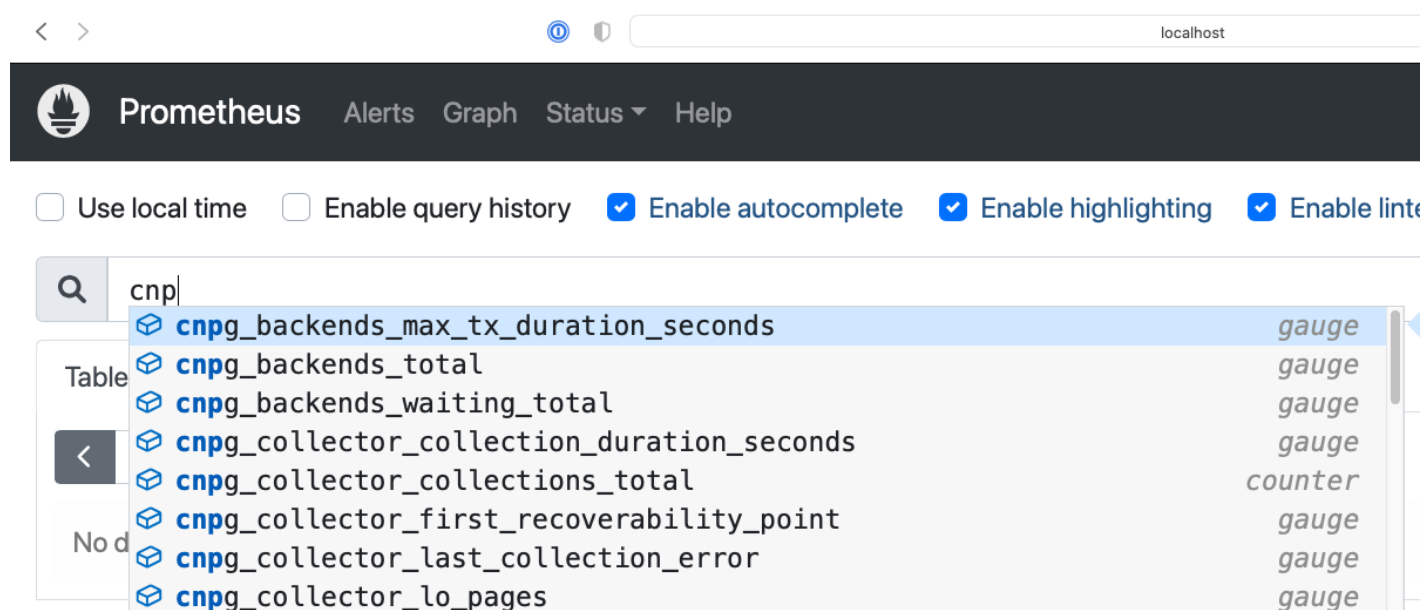 localhost
Prometheus Alerts Graph Status Help
Use local time Enable query history Enable autocomplete Enable highlighting Enable
cnp
cnpg_backends_max_tx_duration_seconds gauge
Table
cnpg_backends_total gauge
cnpg_backends_waiting_total gauge
cnpg_collector_collection_duration_seconds gauge
cnpg_collector_collections_total counter
cnpg_collector_first_recoverability_point gauge
No
cnpg_collector_last_collection_error gauge
cnpg_collector_lo_pages gauge